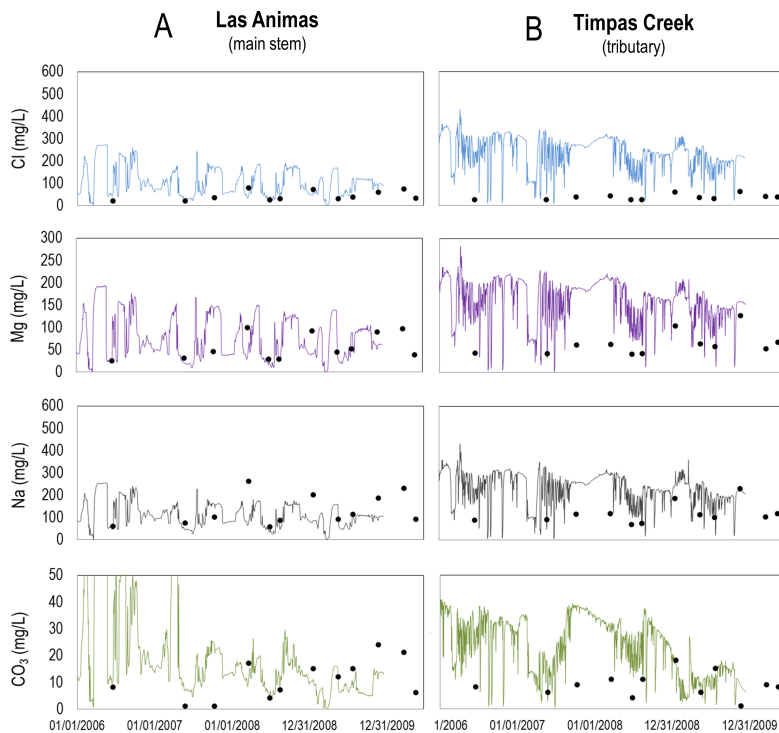 A
Las Animas
(main stem)
B
Timpas Creek
(tributary)
Cl (mg/L)
600
500
400
300
200
100
0
Mg (mg/L)
300
250
200
150
100
50
0
Na (mg/L)
600
500
400
300
200
100
0
CO3 (mg/L)
50
40
30
20
10
0
01/01/2006 01/01/2007 01/01/2008 12/31/2008 12/31/2009
1/2006 01/01/2007 01/01/2008 12/31/2008 12/31/2009